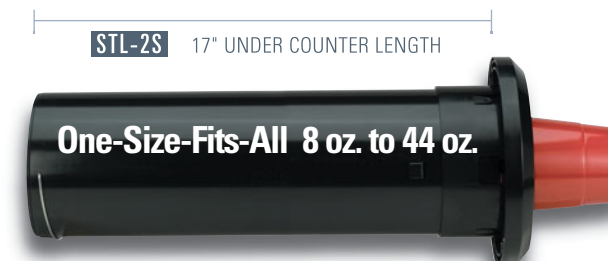 STL-2S 17" UNDER COUNTER LENGTH
One-Size-Fits-All 8 oz. to 44 oz.